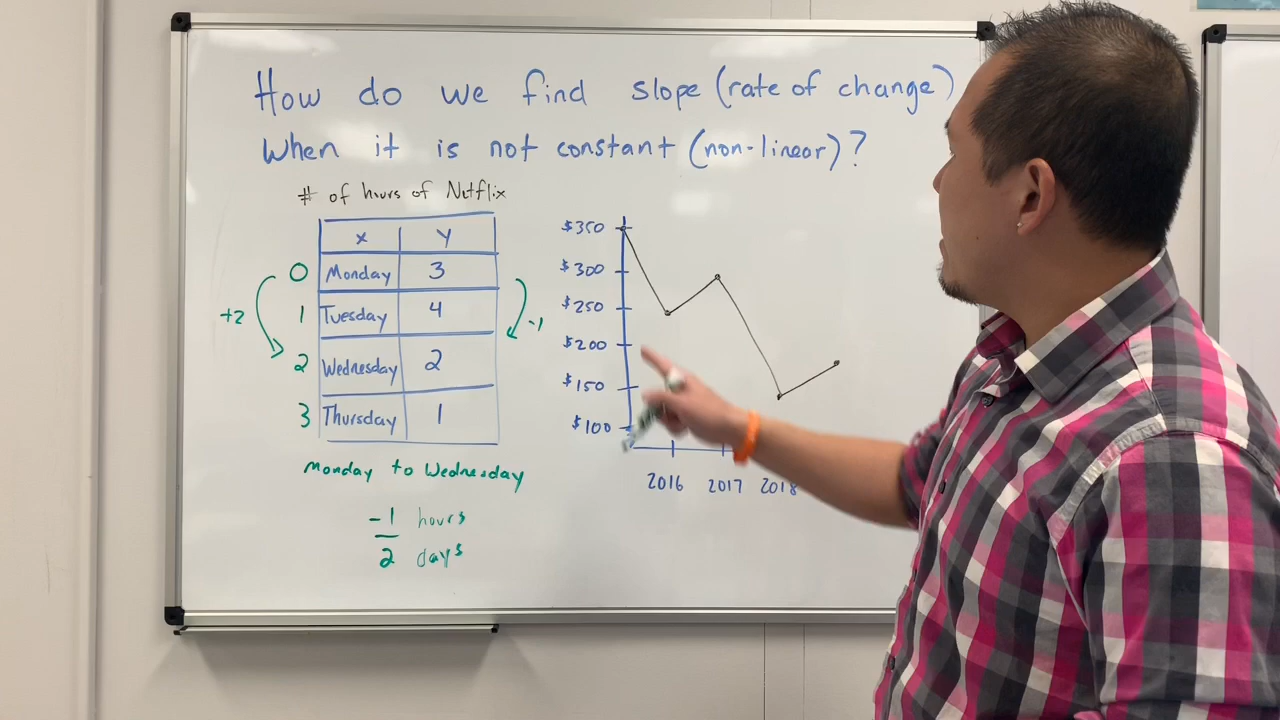 How do we find slope (rate of change)
When it is not constant (non-linear)?
# of hours of Netflix
X Y
0 Monday 3
1 Tuesday 4
2 Wednesday 2
3 Thursday 1
+2
-1
Monday to Wednesday
-1 hours
2 days
$350
$300
$250
$200
$150
$100
2016 2017 2018